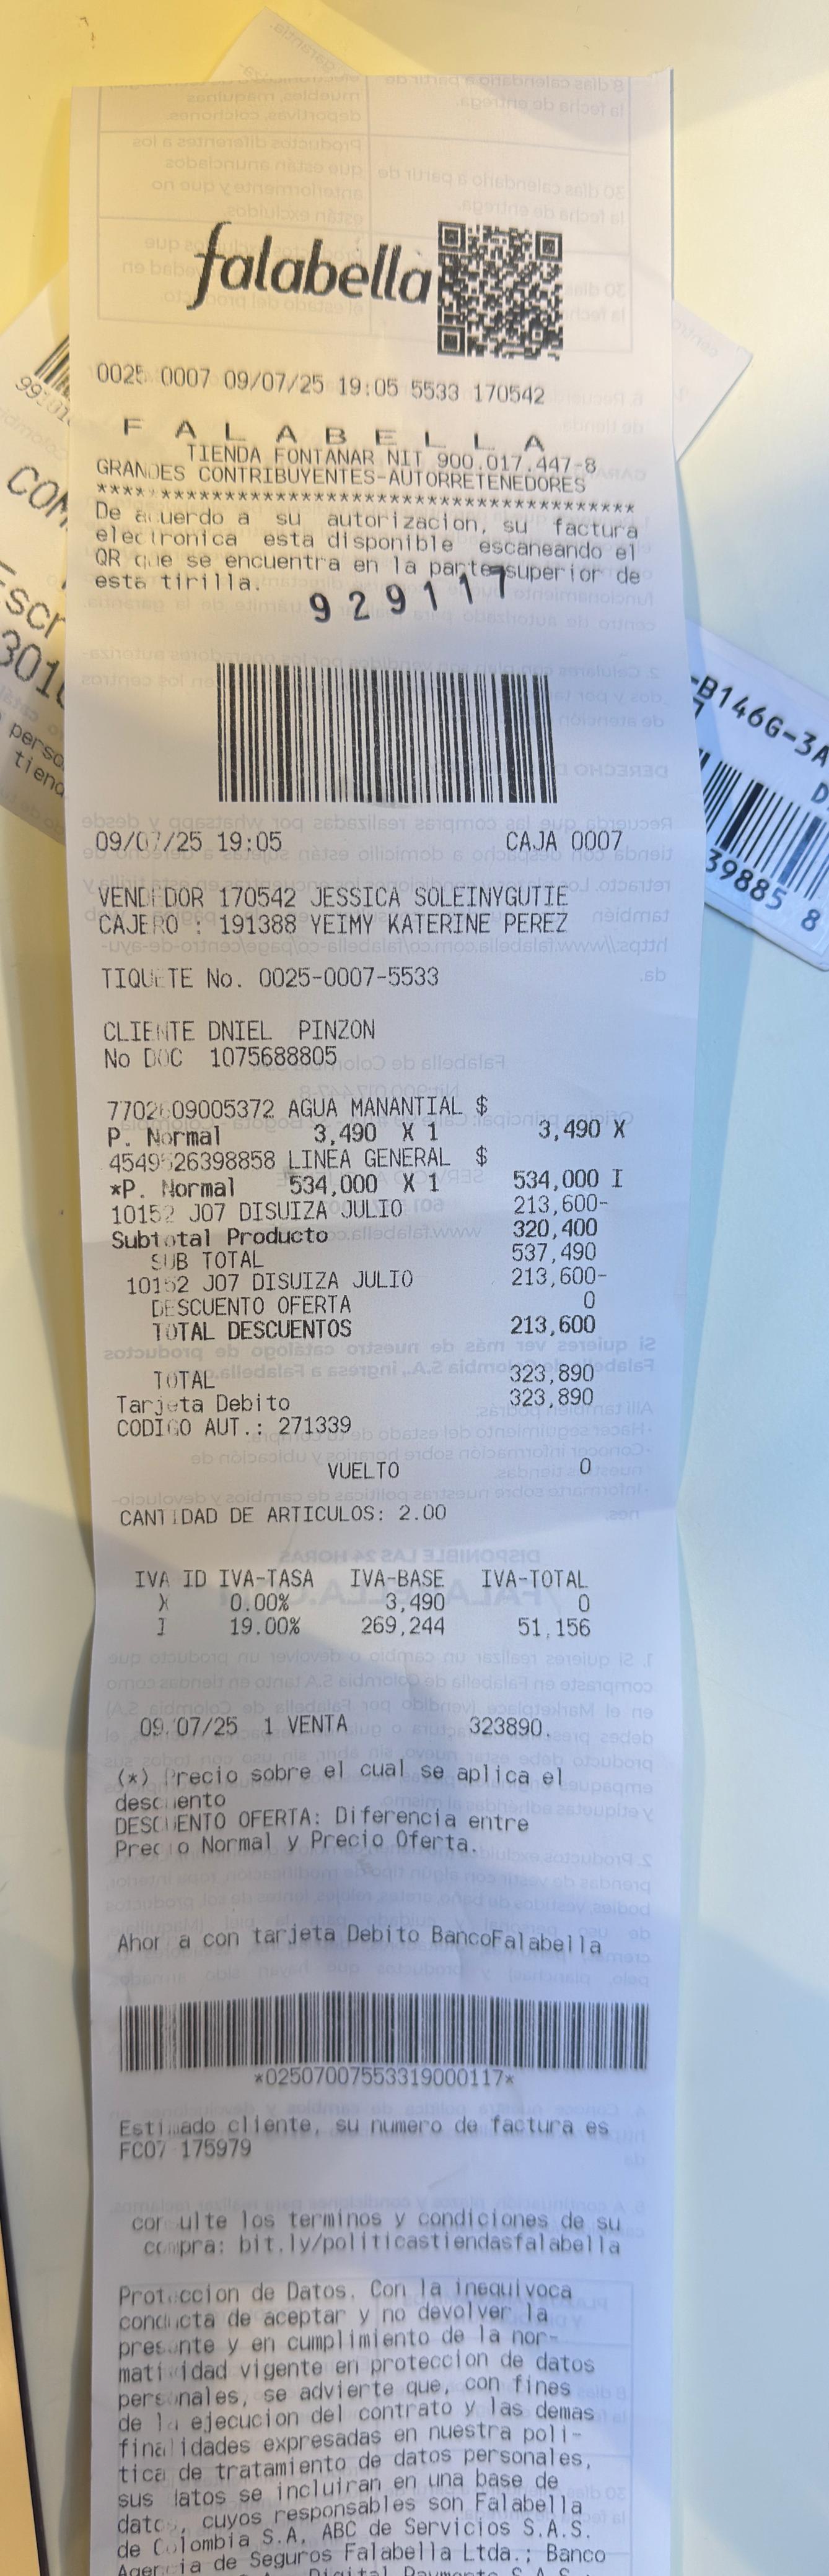 falabella
0025 0007 09/07/25 19:05 5533 170542
F A L A B E L L A
TIENDA FONTANAR NIT 900.017.447-8
GRANDES CONTRIBUYENTES-AUTORRETENEDORES
De acuerdo a su autorizacion, su factura
electronica esta disponible escaneando el
QR que se encuentra en la parte superior de
esta tirilla.
929117
09/07/25 19:05 CAJA 0007
VENDEDOR 170542 JESSICA SOLEINYGUTIE
CAJERO : 191388 YEIMY KATERINE PEREZ
TIQUETE No. 0025-0007-5533
CLIENTE DNIEL PINZON
No DOC 1075688805
AGUA MANANTIAL $
P. Normal 3,490 X 1 3,490 X
LINEA GENERAL $
*P. Normal 534,000 X 1 534,000 I
10152 J07 DISUIZA JULIO 213,600-
Subtotal Producto 320,400
SUB TOTAL 537,490
10152 J07 DISUIZA JULIO 213,600-
DESCUENTO OFERTA 0
TOTAL DESCUENTOS 213,600
TOTAL 323,890
Tarjeta Debito 323,890
CODIGO AUT.: 271339
VUELTO 0
CANTIDAD DE ARTICULOS: 2.00
IVA ID IVA-TASA IVA-BASE IVA-TOTAL
X 0.00% 3,490 0
I 19.00% 269,244 51,156
09/07/25 1 VENTA 323890.
(*) Precio sobre el cual se aplica el
descuento
DESCUENTO OFERTA: Diferencia entre
Precio Normal y Precio Oferta.
Ahorra con tarjeta Debito BancoFalabella
*02507007553319000117*
Estimado cliente, su numero de factura es
FC07 175979
consulte los terminos y condiciones de su
compra: bit.ly/politicastiendasfalabella
Proteccion de Datos. Con la inequivoca
conducta de aceptar y no devolver la
presente y en cumplimiento de la nor-
matividad vigente en proteccion de datos
personales, se advierte que, con fines
de la ejecucion del contrato y las demas
finalidades expresadas en nuestra poli-
tica de tratamiento de datos personales,
sus datos se incluiran en una base de
datos, cuyos responsables son Falabella
de Colombia S.A, ABC de Servicios S.A.S.
Agencia de Seguros Falabella Ltda.; Banco
-B146G-3A
39885 8